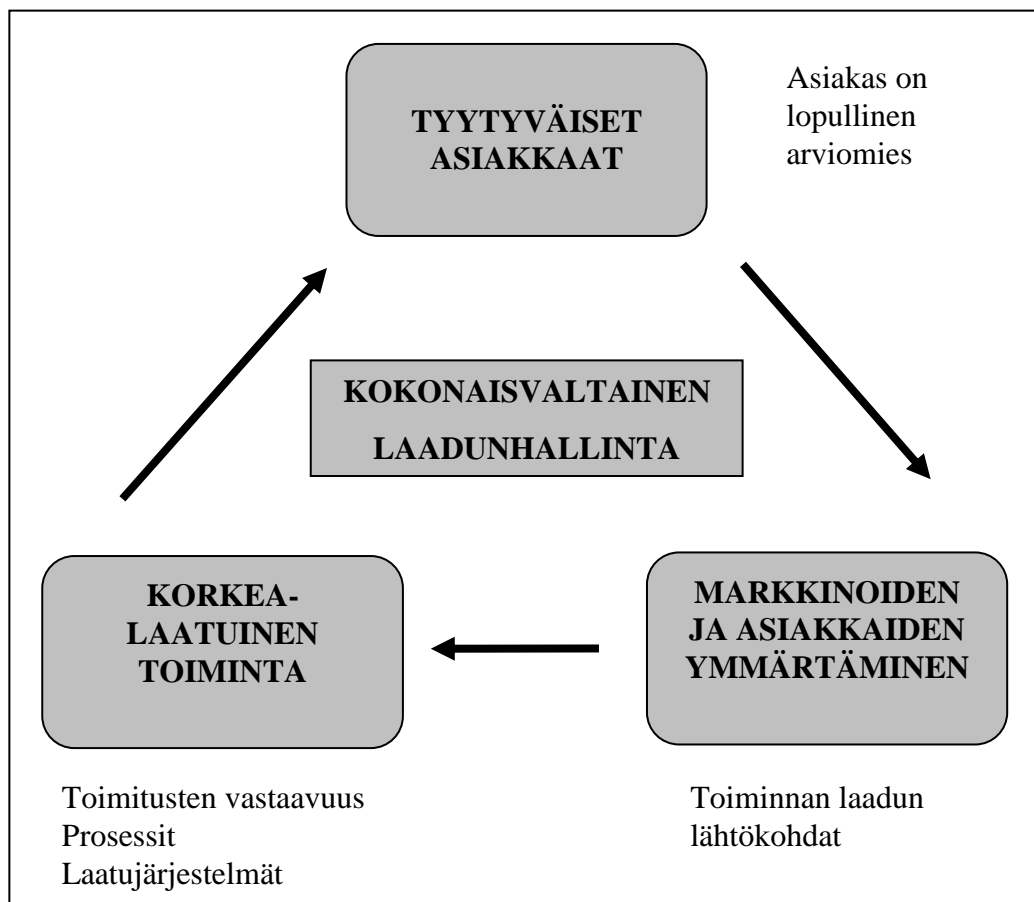 TYYTYVÄISET
ASIAKKAAT
Asiakas on
lopullinen
arviomies
KOKONAISVALTAINEN
LAADUNHALLINTA
KORKEA-
LAATUINEN
TOIMINTA
MARKKINOIDEN
JA ASIAKKAIDEN
YMMÄRTÄMINEN
Toimitusten vastaavuus
Prosessit
Laatujärjestelmät
Toiminnan laadun
lähtökohdat